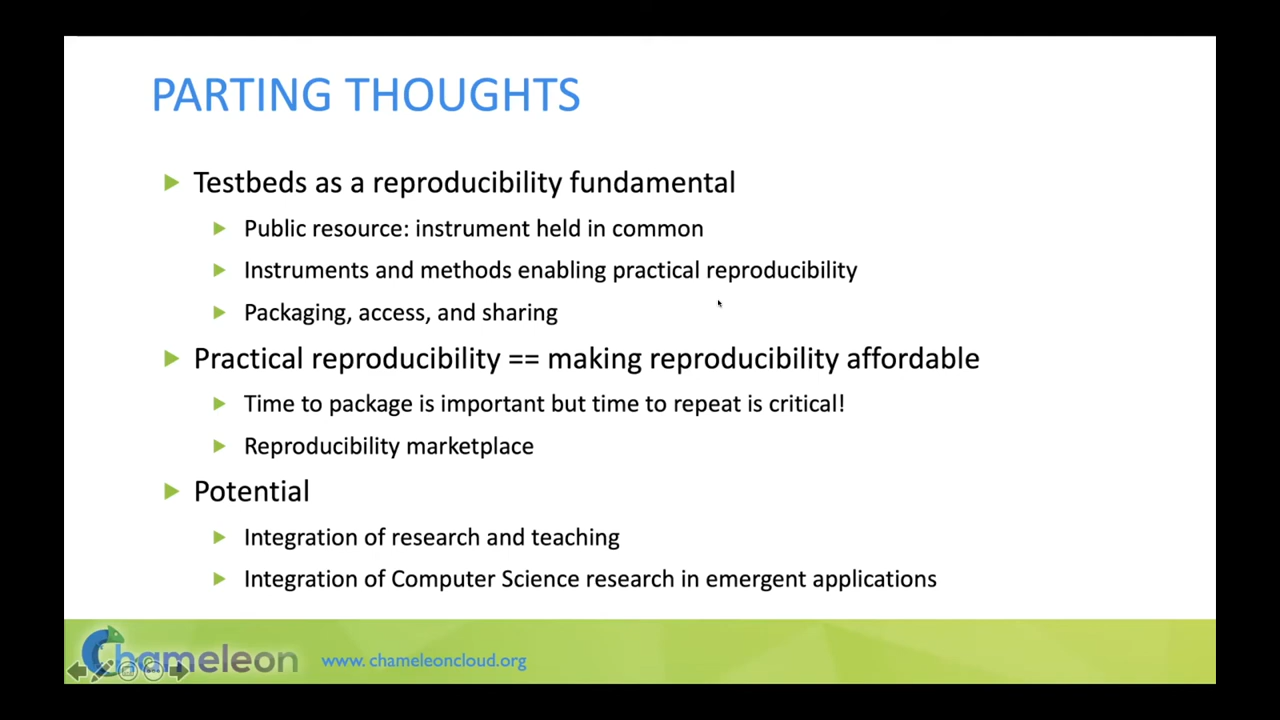 PARTING THOUGHTS
Testbeds as a reproducibility fundamental
Public resource: instrument held in common
Instruments and methods enabling practical reproducibility
Packaging, access, and sharing
Practical reproducibility == making reproducibility affordable
Time to package is important but time to repeat is critical!
Reproducibility marketplace
Potential
Integration of research and teaching
Integration of Computer Science research in emergent applications
Chameleon www. chameleoncloud.org